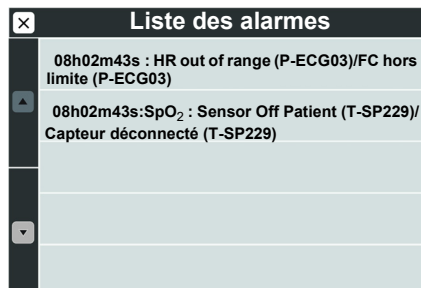 Liste des alarmes
08h02m43s : HR out of range (P-ECG03)/FC hors
limite (P-ECG03)
08h02m43s:SpO₂ : Sensor Off Patient (T-SP229)/
Capteur déconnecté (T-SP229)